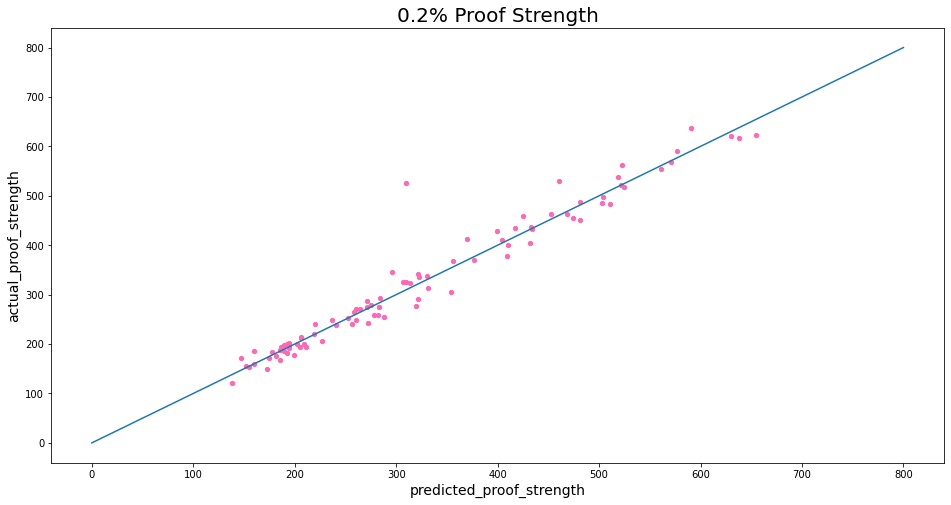 0.2% Proof Strength
actual_proof_strength
800
700
600
500
400
300
200
100
0
0 100 200 300 400 500 600 700 800
predicted_proof_strength